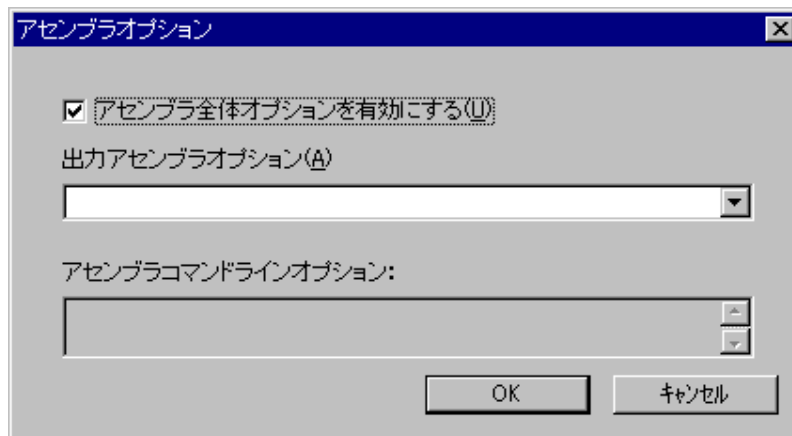 アセンブラオプション
アセンブラ全体オプションを有効にする(U)
出力アセンブラオプション(A)
アセンブラコマンドラインオプション:
OK
キャンセル